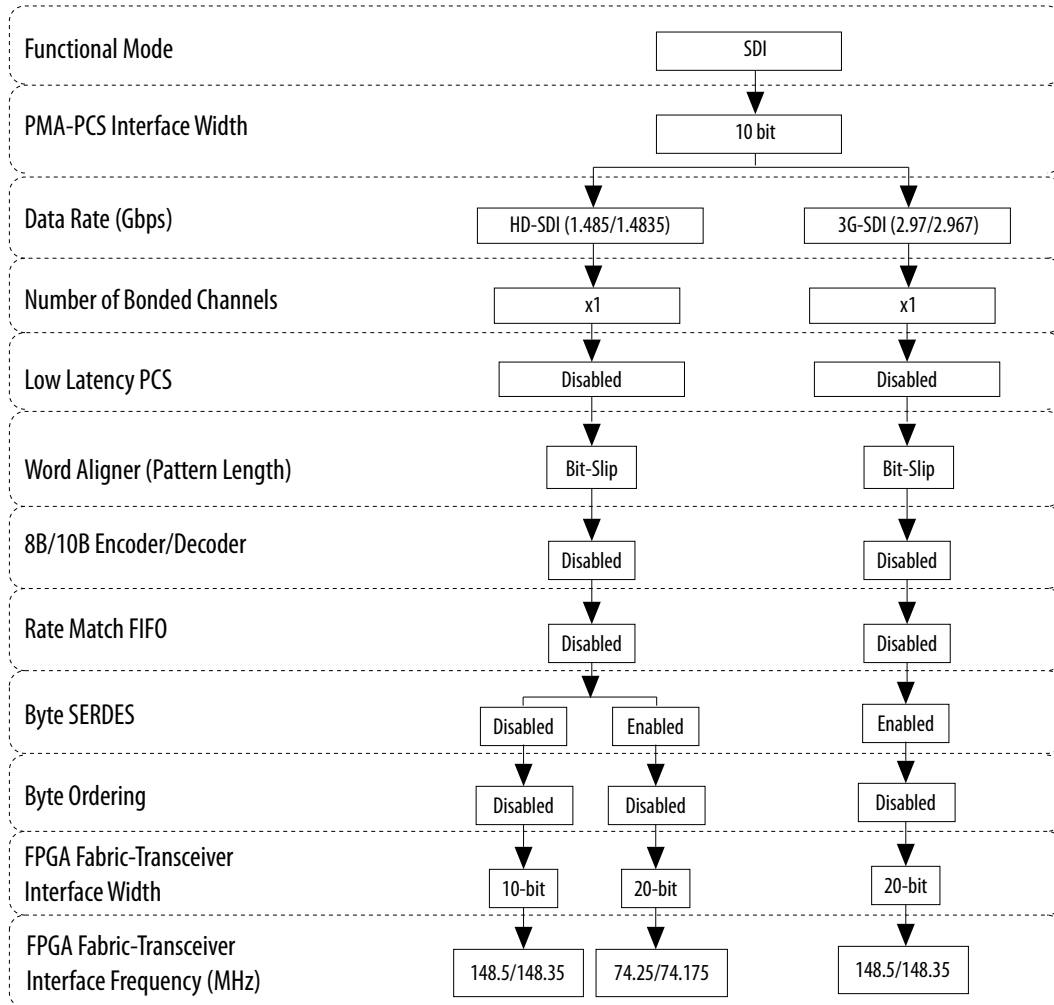 Functional Mode
SDI
PMA-PCS Interface Width
10 bit
Data Rate (Gbps)
HD-SDI (1.485/1.4835)
3G-SDI (2.97/2.967)
Number of Bonded Channels
x1
x1
Low Latency PCS
Disabled
Disabled
Word Aligner (Pattern Length)
Bit-Slip
Bit-Slip
8B/10B Encoder/Decoder
Disabled
Disabled
Rate Match FIFO
Disabled
Disabled
Byte SERDES
Disabled
Enabled
Enabled
Byte Ordering
Disabled
Disabled
Disabled
FPGA Fabric-Transceiver
Interface Width
10-bit
20-bit
20-bit
FPGA Fabric-Transceiver
Interface Frequency (MHz)
148.5/148.35
74.25/74.175
148.5/148.35